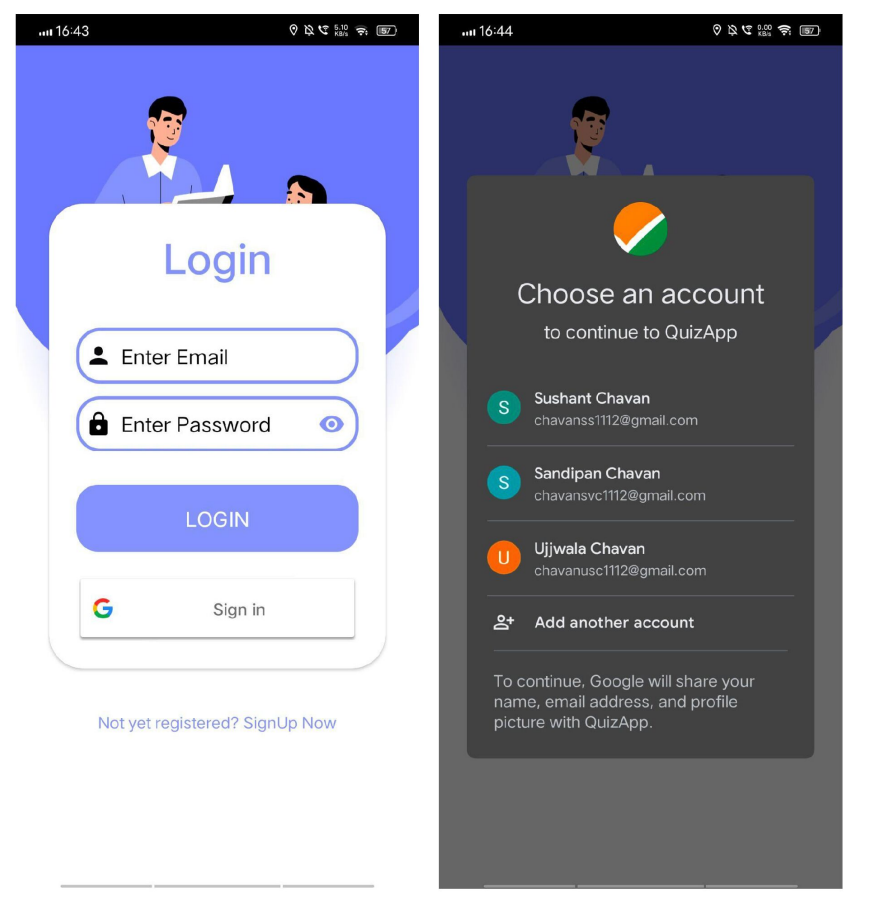 16:43
5.10
KB/s
57
Login
Enter Email
Enter Password
LOGIN
G
Sign in
Not yet registered? SignUp Now
16:44
0.00
KB/s
57
Choose an account
to continue to QuizApp
S
Sushant Chavan
chavanss1112@gmail.com
S
Sandipan Chavan
chavansvc1112@gmail.com
U
Ujjwala Chavan
chavanusc1112@gmail.com
Add another account
To continue, Google will share your
name, email address, and profile
picture with QuizApp.